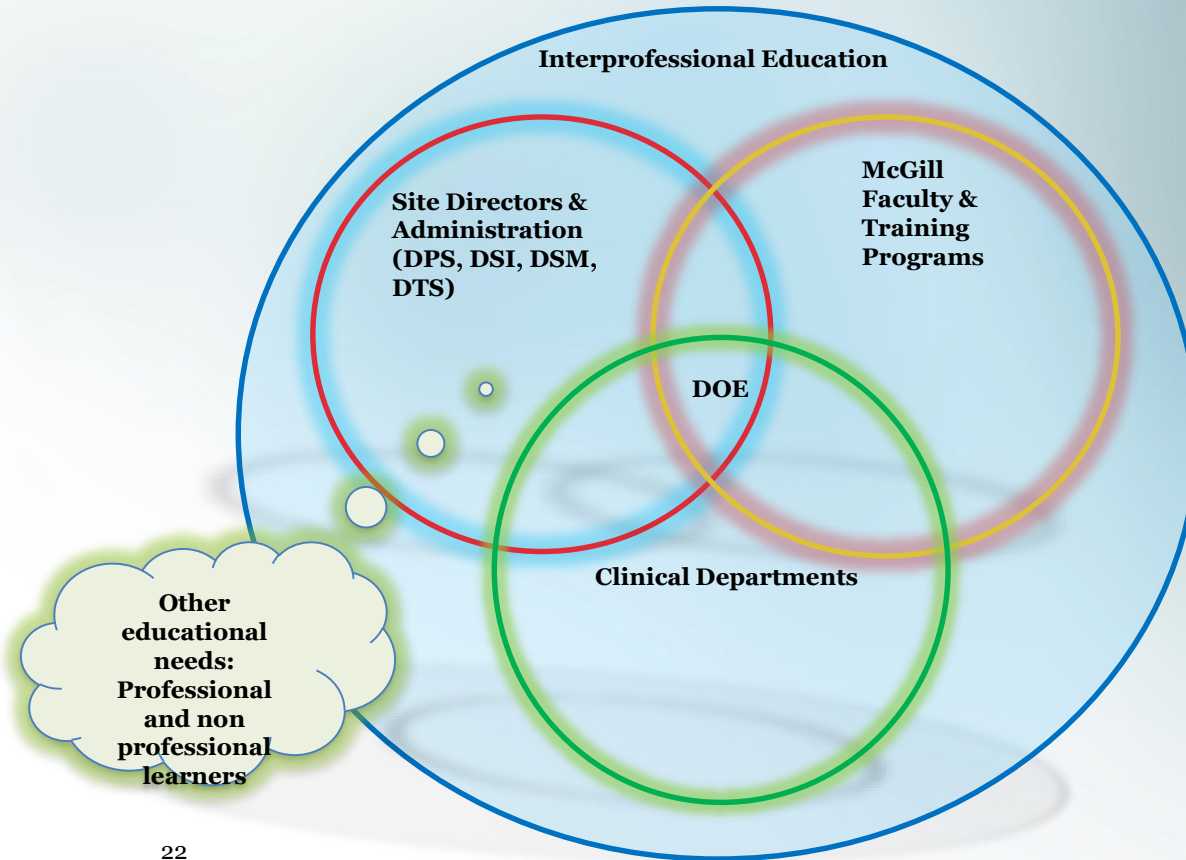 Interprofessional Education
Site Directors &
Administration
(DPS, DSI, DSM,
DTS)
McGill
Faculty &
Training
Programs
DOE
Clinical Departments
Other
educational
needs:
Professional
and non
professional
learners
22